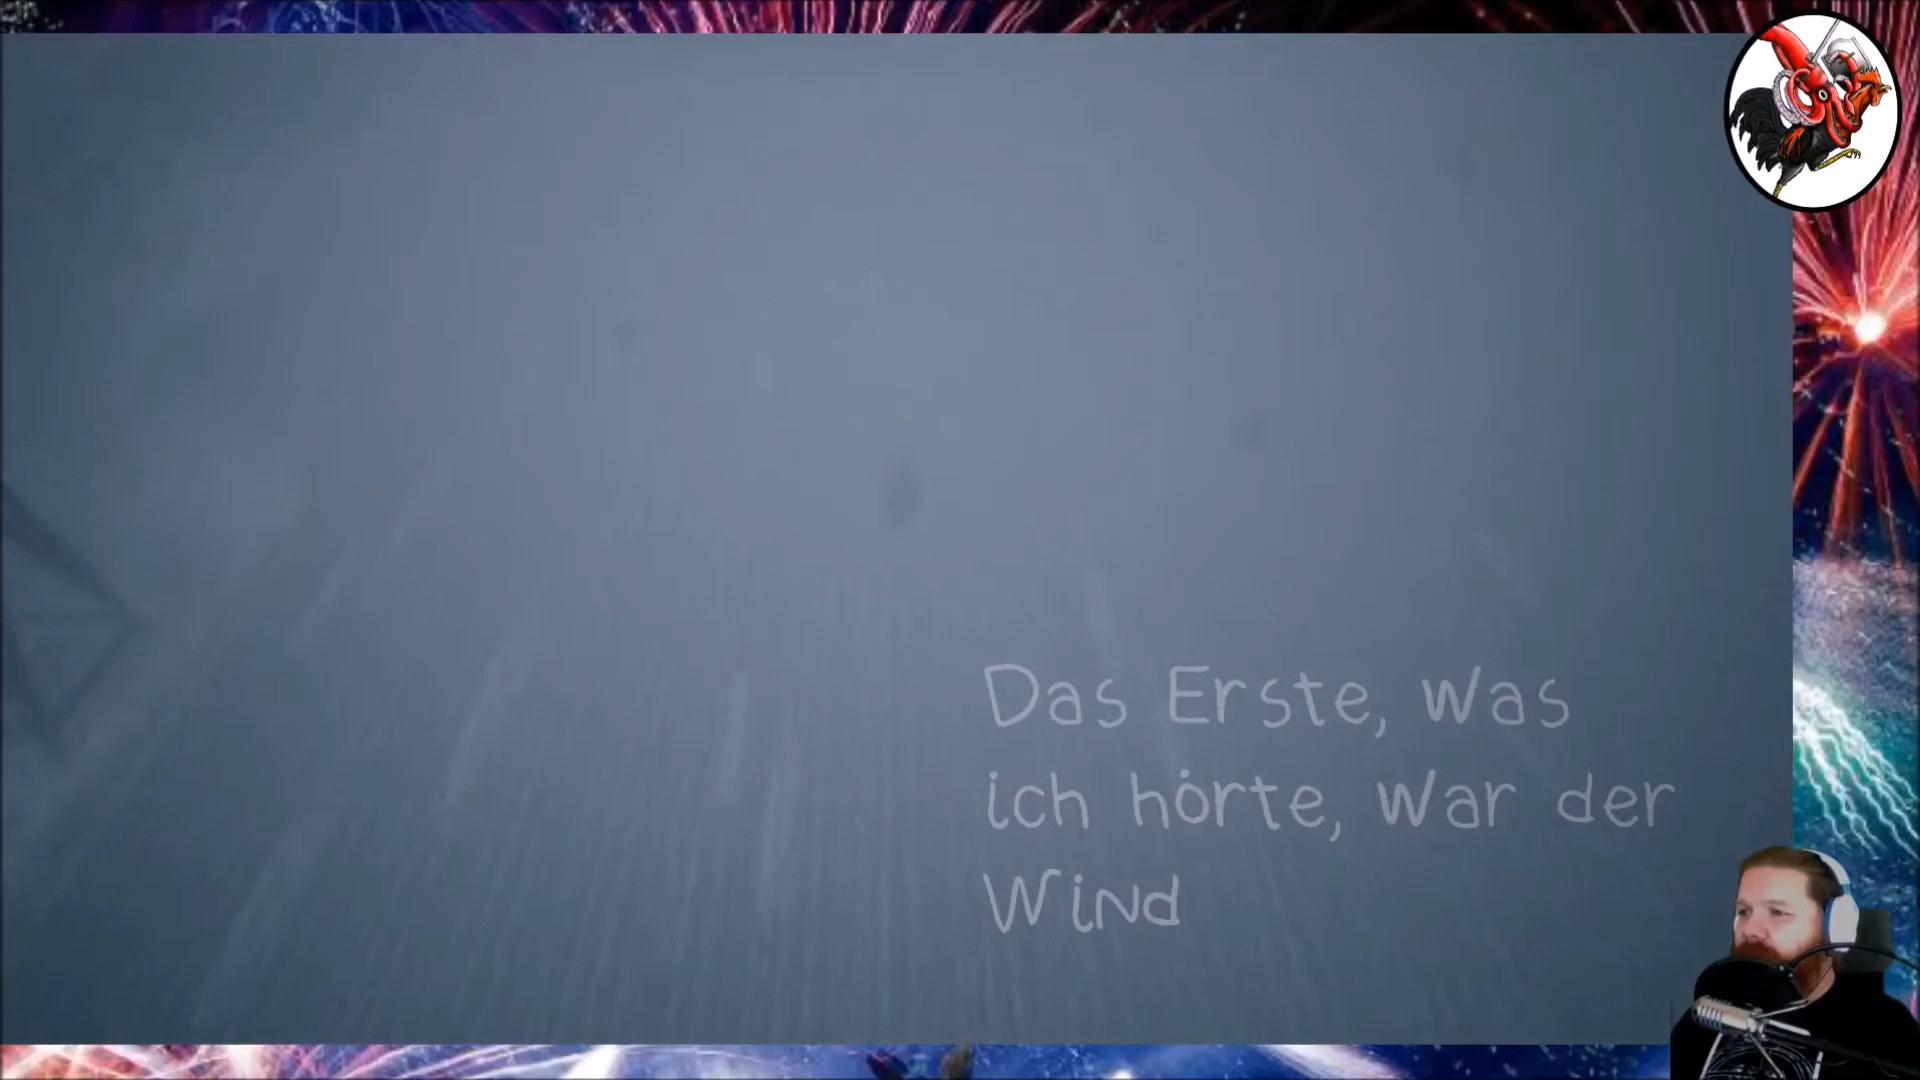 Das Erste, was
ich hörte, war der
Wind